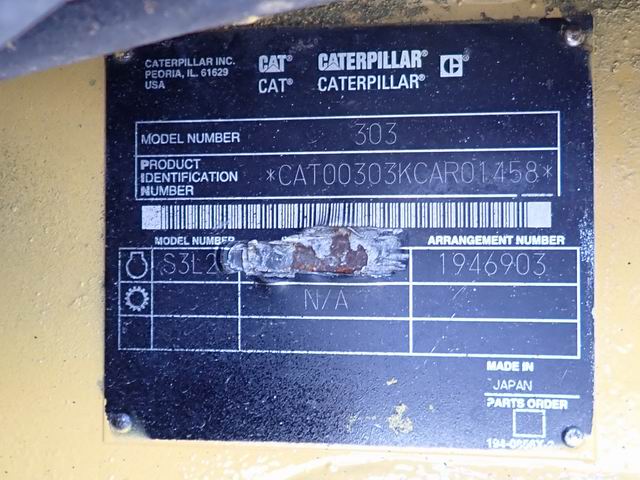 CATERPILLAR INC.
PEORIA, IL. 61629
USA
CAT® CATERPILLAR® C
CAT® CATERPILLAR®
MODEL NUMBER 303
PRODUCT
IDENTIFICATION
NUMBER
*CAT00303KCAR01458*
MODEL NUMBER ARRANGEMENT NUMBER
S3L2 1946903
N/A
MADE IN
JAPAN
PARTS ORDER